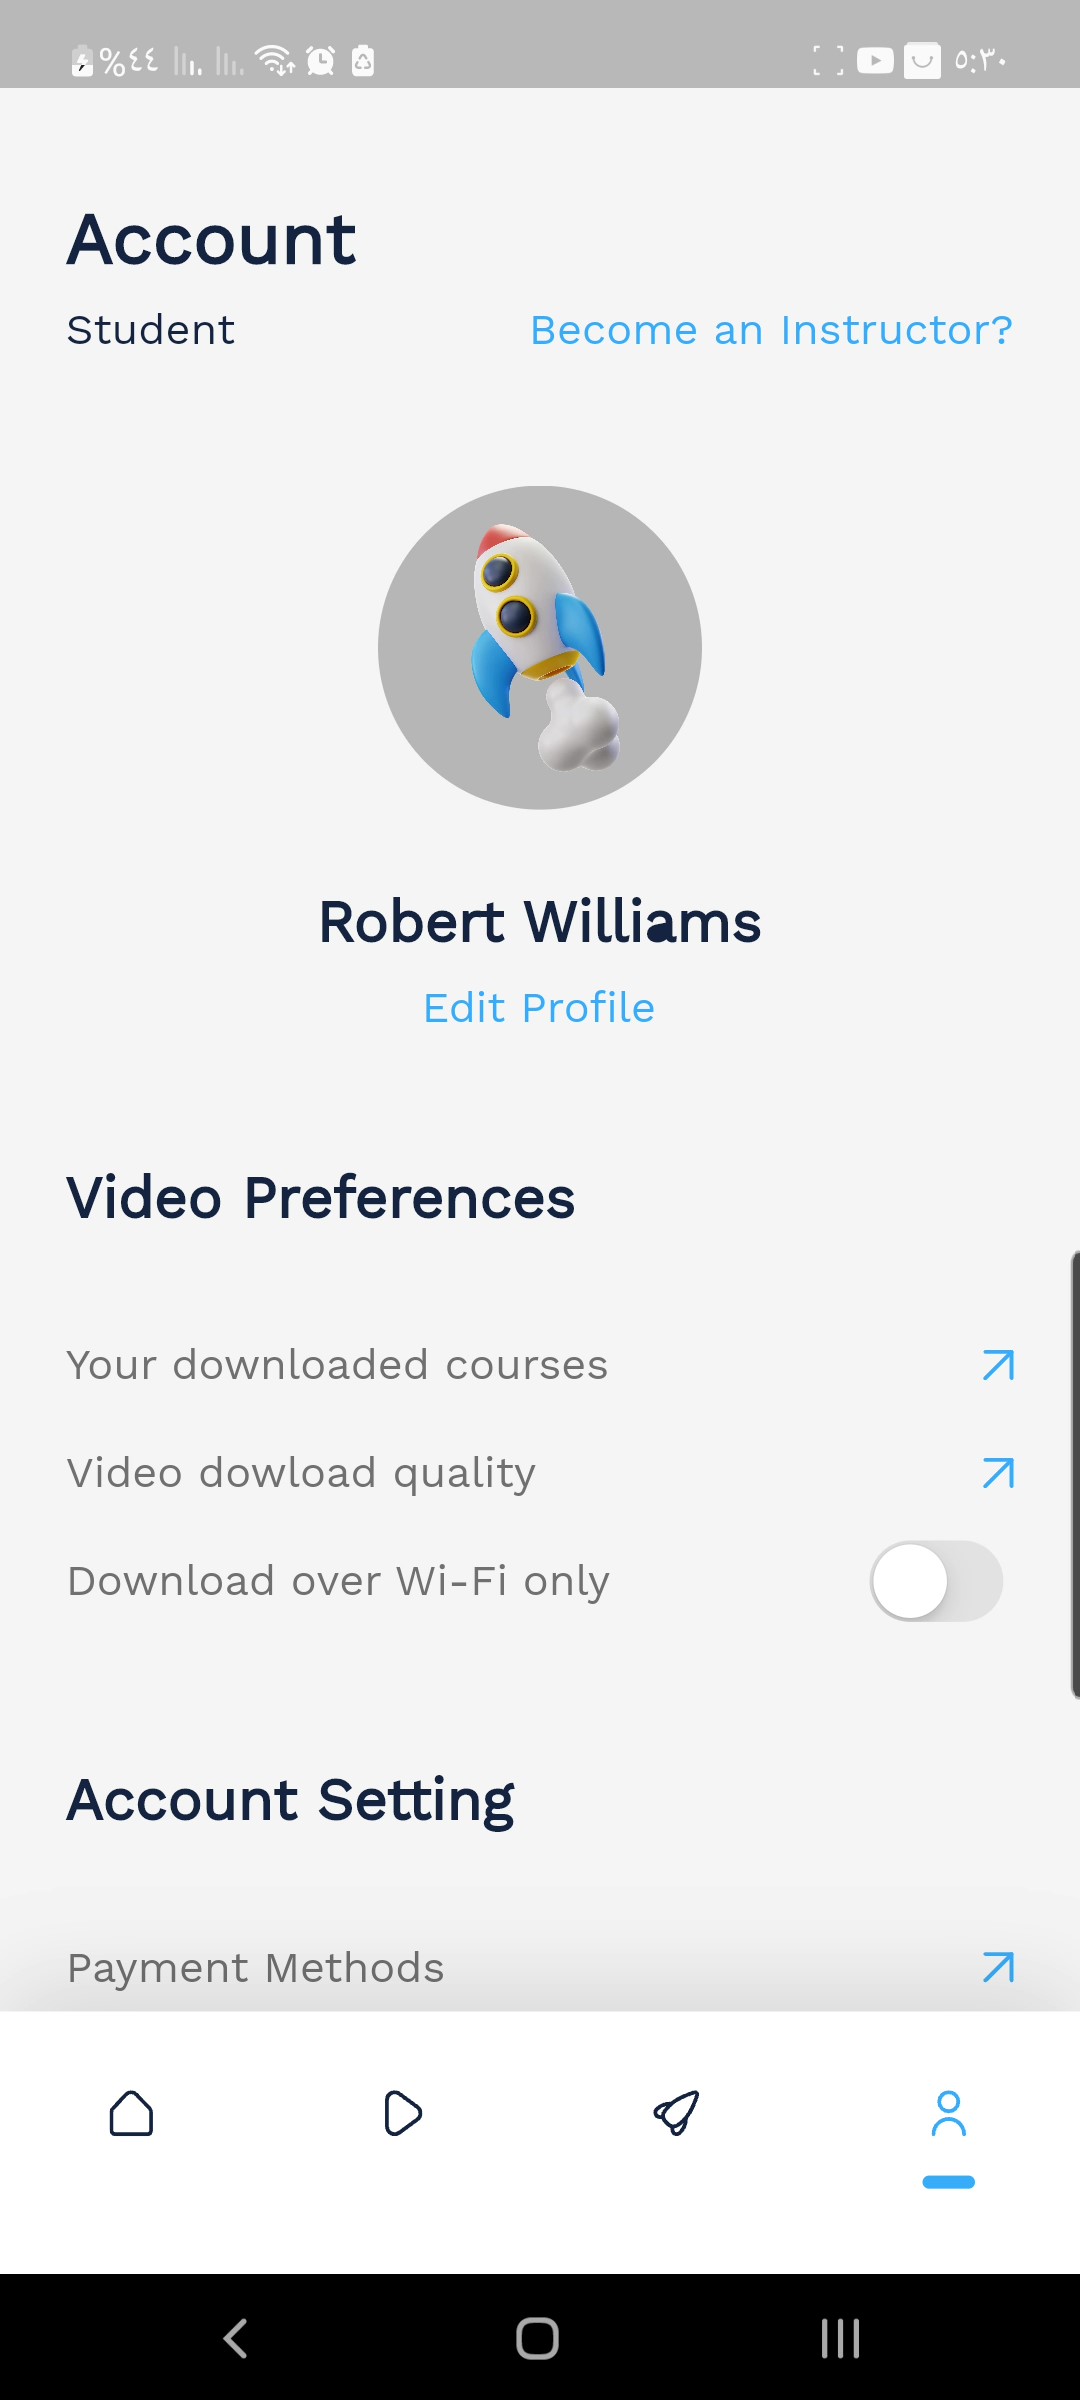 %٤٤
٥:٣٠
Account
Student
Become an Instructor?
Robert Williams
Edit Profile
Video Preferences
Your downloaded courses
Video dowload quality
Download over Wi-Fi only
Account Setting
Payment Methods